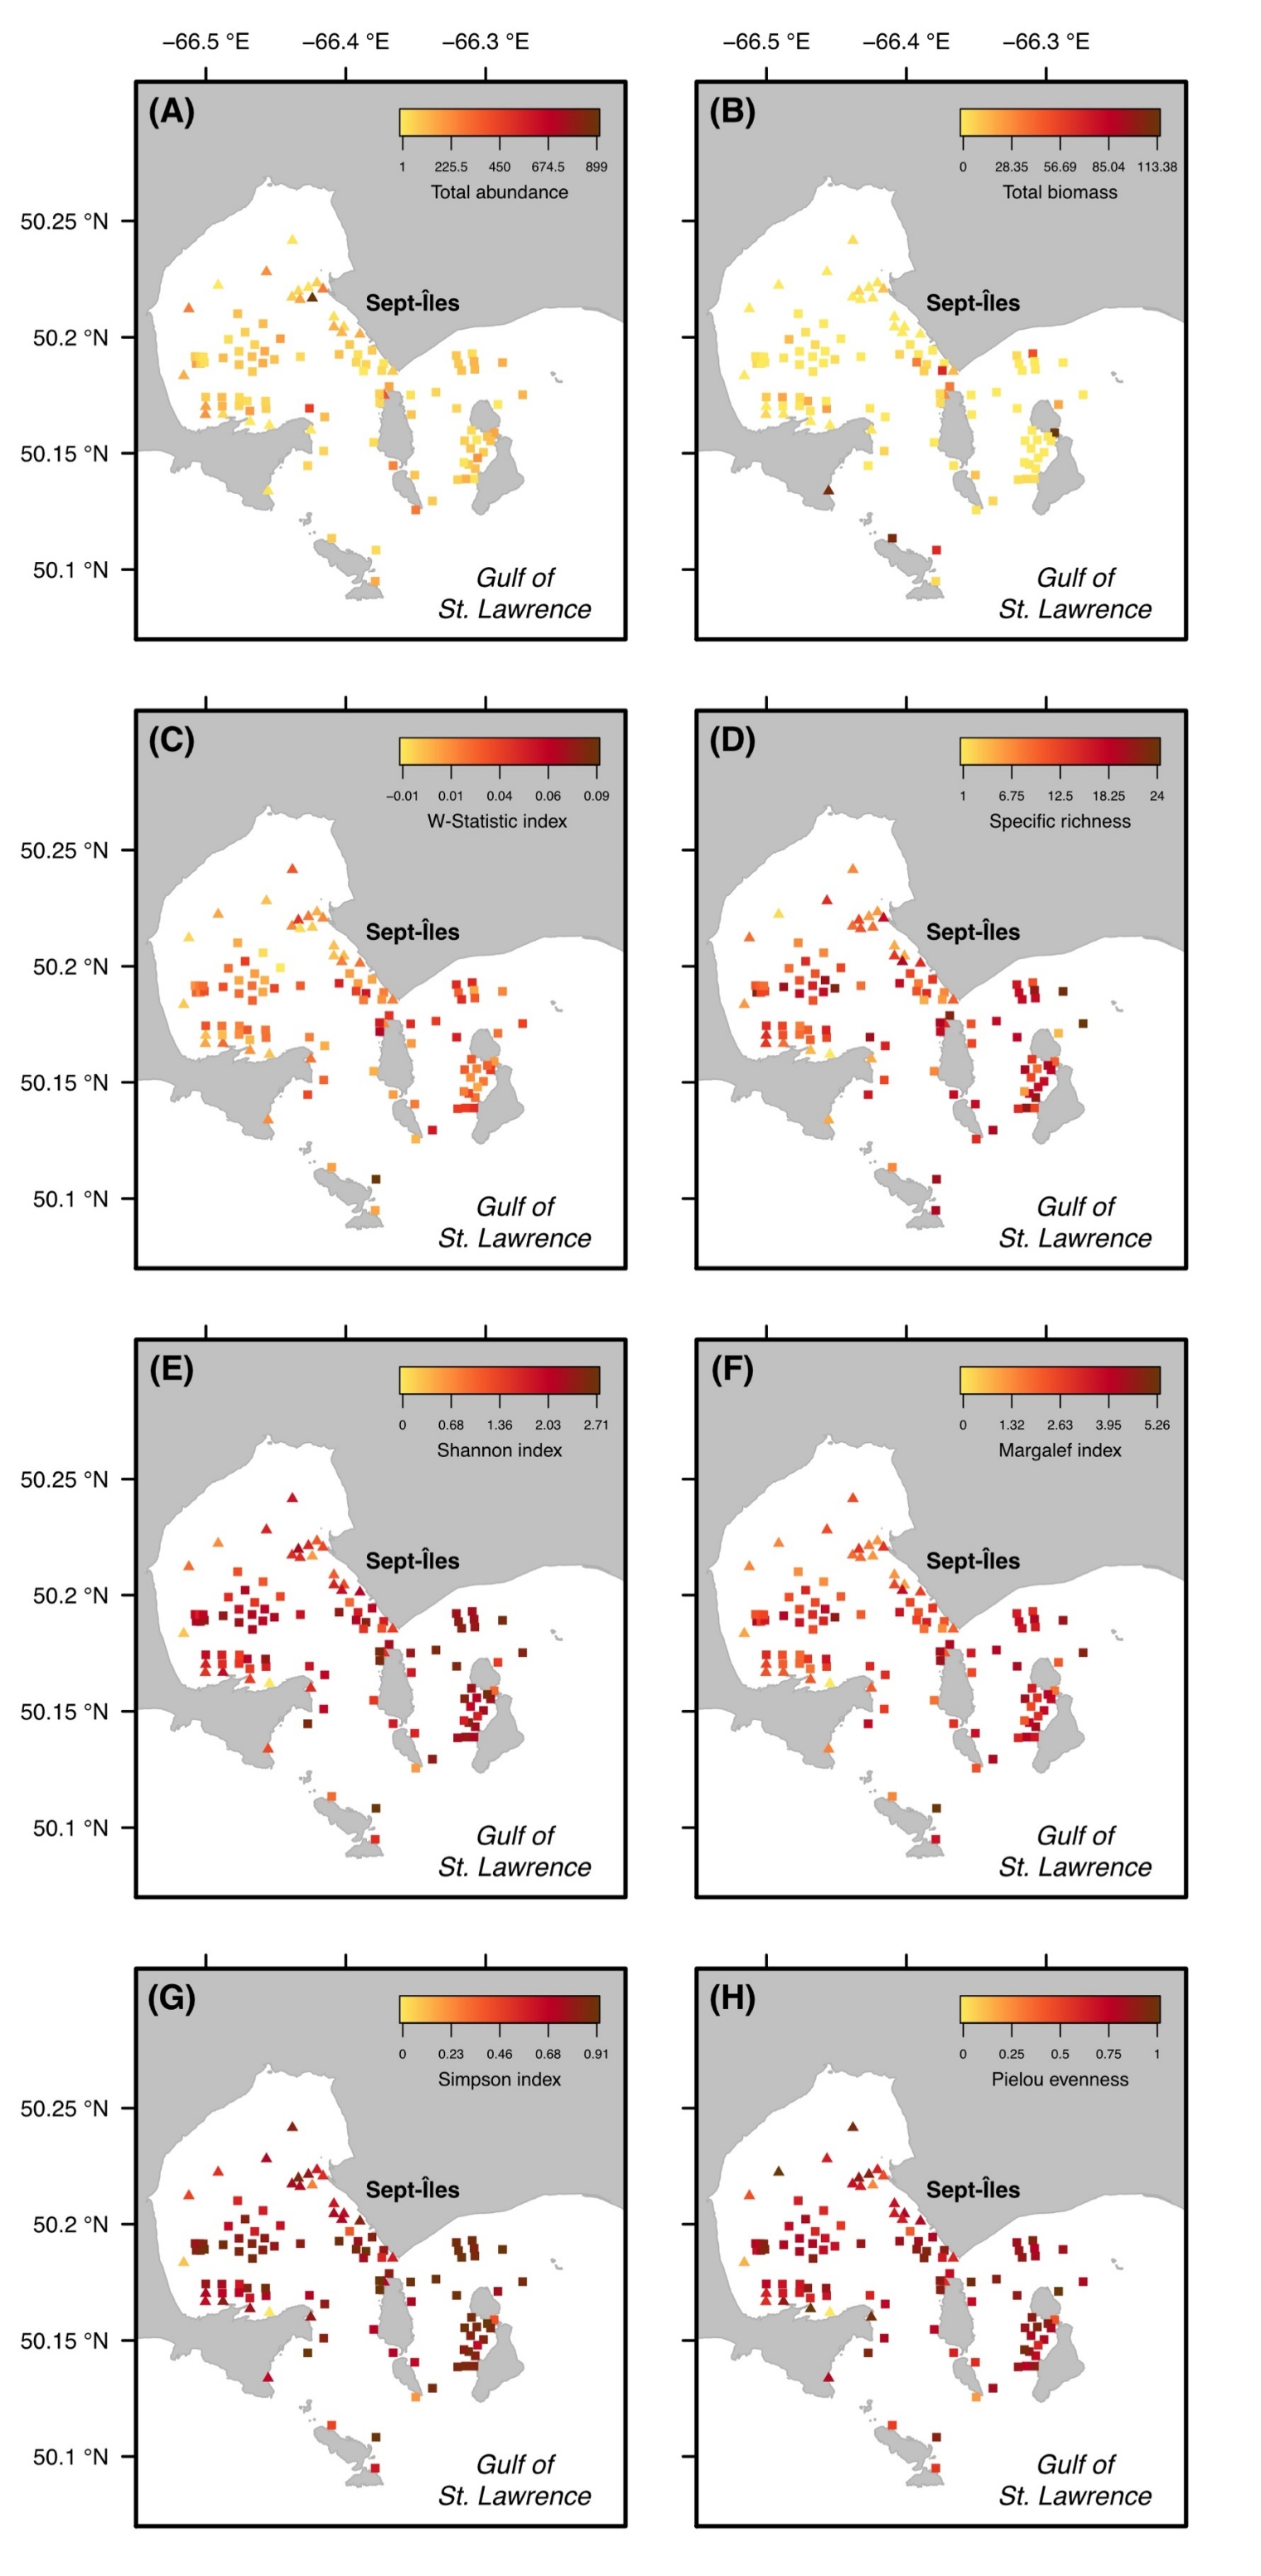 −66.5 °E −66.4 °E −66.3 °E −66.5 °E −66.4 °E −66.3 °E
(A)
1 225.5 450 674.5 899
Total abundance
50.25 °N
Sept-Îles
50.2 °N
50.15 °N
50.1 °N
Gulf of
St. Lawrence
(B)
0 28.35 56.69 85.04 113.38
Total biomass
Sept-Îles
Gulf of
St. Lawrence
(C)
−0.01 0.01 0.04 0.06 0.09
W-Statistic index
50.25 °N
Sept-Îles
50.2 °N
50.15 °N
50.1 °N
Gulf of
St. Lawrence
(D)
1 6.75 12.5 18.25 24
Specific richness
Sept-Îles
Gulf of
St. Lawrence
(E)
0 0.68 1.36 2.03 2.71
Shannon index
50.25 °N
Sept-Îles
50.2 °N
50.15 °N
50.1 °N
Gulf of
St. Lawrence
(F)
0 1.32 2.63 3.95 5.26
Margalef index
Sept-Îles
Gulf of
St. Lawrence
(G)
0 0.23 0.46 0.68 0.91
Simpson index
50.25 °N
Sept-Îles
50.2 °N
50.15 °N
50.1 °N
Gulf of
St. Lawrence
(H)
0 0.25 0.5 0.75 1
Pielou evenness
Sept-Îles
Gulf of
St. Lawrence